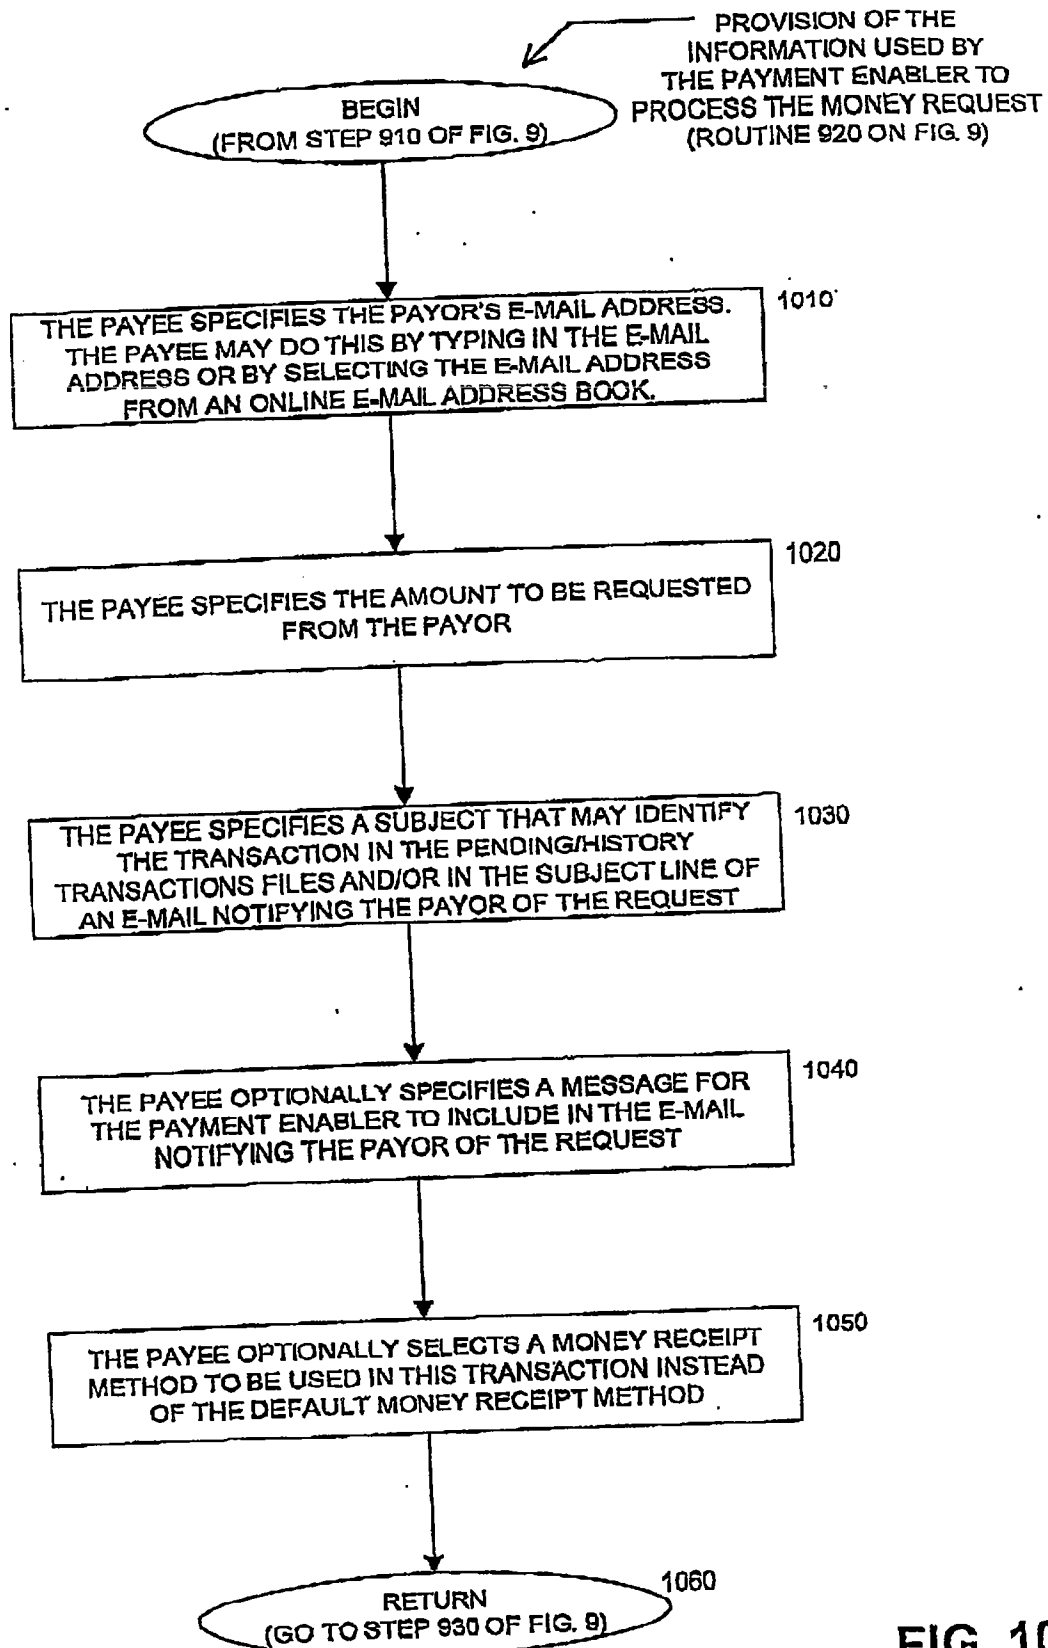 PROVISION OF THE
INFORMATION USED BY
THE PAYMENT ENABLER TO
PROCESS THE MONEY REQUEST
(ROUTINE 920 ON FIG. 9)
BEGIN
(FROM STEP 910 OF FIG. 9)
1010
THE PAYEE SPECIFIES THE PAYOR'S E-MAIL ADDRESS.
THE PAYEE MAY DO THIS BY TYPING IN THE E-MAIL
ADDRESS OR BY SELECTING THE E-MAIL ADDRESS
FROM AN ONLINE E-MAIL ADDRESS BOOK.
1020
THE PAYEE SPECIFIES THE AMOUNT TO BE REQUESTED
FROM THE PAYOR
1030
THE PAYEE SPECIFIES A SUBJECT THAT MAY IDENTIFY
THE TRANSACTION IN THE PENDING/HISTORY
TRANSACTIONS FILES AND/OR IN THE SUBJECT LINE OF
AN E-MAIL NOTIFYING THE PAYOR OF THE REQUEST
1040
THE PAYEE OPTIONALLY SPECIFIES A MESSAGE FOR
THE PAYMENT ENABLER TO INCLUDE IN THE E-MAIL
NOTIFYING THE PAYOR OF THE REQUEST
1050
THE PAYEE OPTIONALLY SELECTS A MONEY RECEIPT
METHOD TO BE USED IN THIS TRANSACTION INSTEAD
OF THE DEFAULT MONEY RECEIPT METHOD
1060
RETURN
(GO TO STEP 930 OF FIG. 9)
FIG. 10